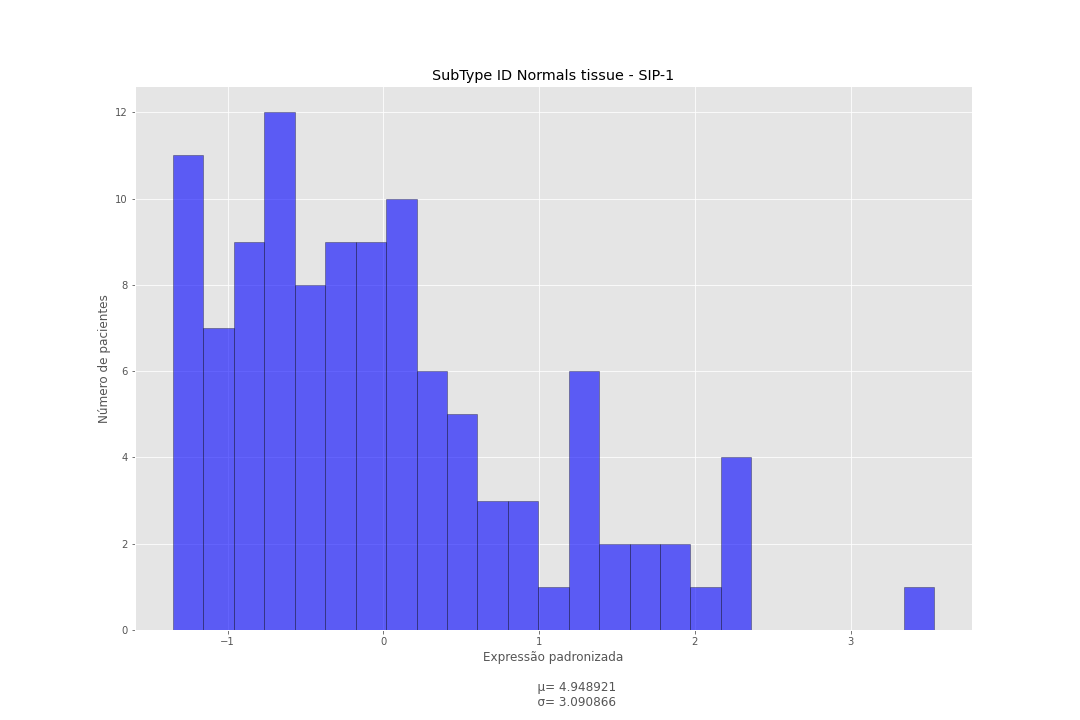 SubType ID Normals tissue - SIP-1
12
10
8
6
4
2
0
Número de pacientes
−1
0
1
2
3
Expressão padronizada
μ= 4.948921
σ= 3.090866